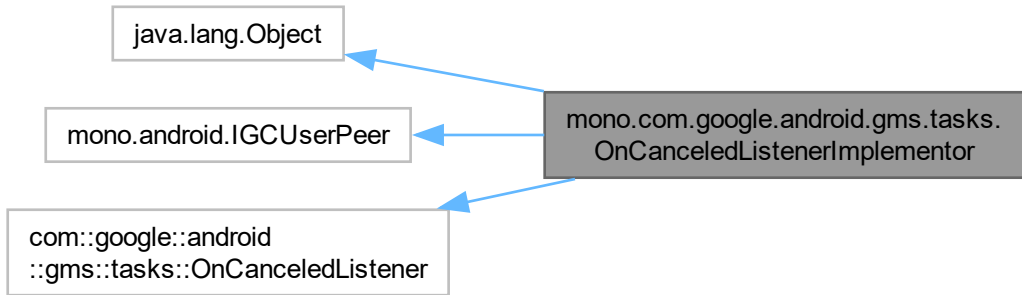 java.lang.Object
mono.android.IGCUserPeer
mono.com.google.android.gms.tasks.
OnCanceledListenerImplementor
com::google::android
::gms::tasks::OnCanceledListener